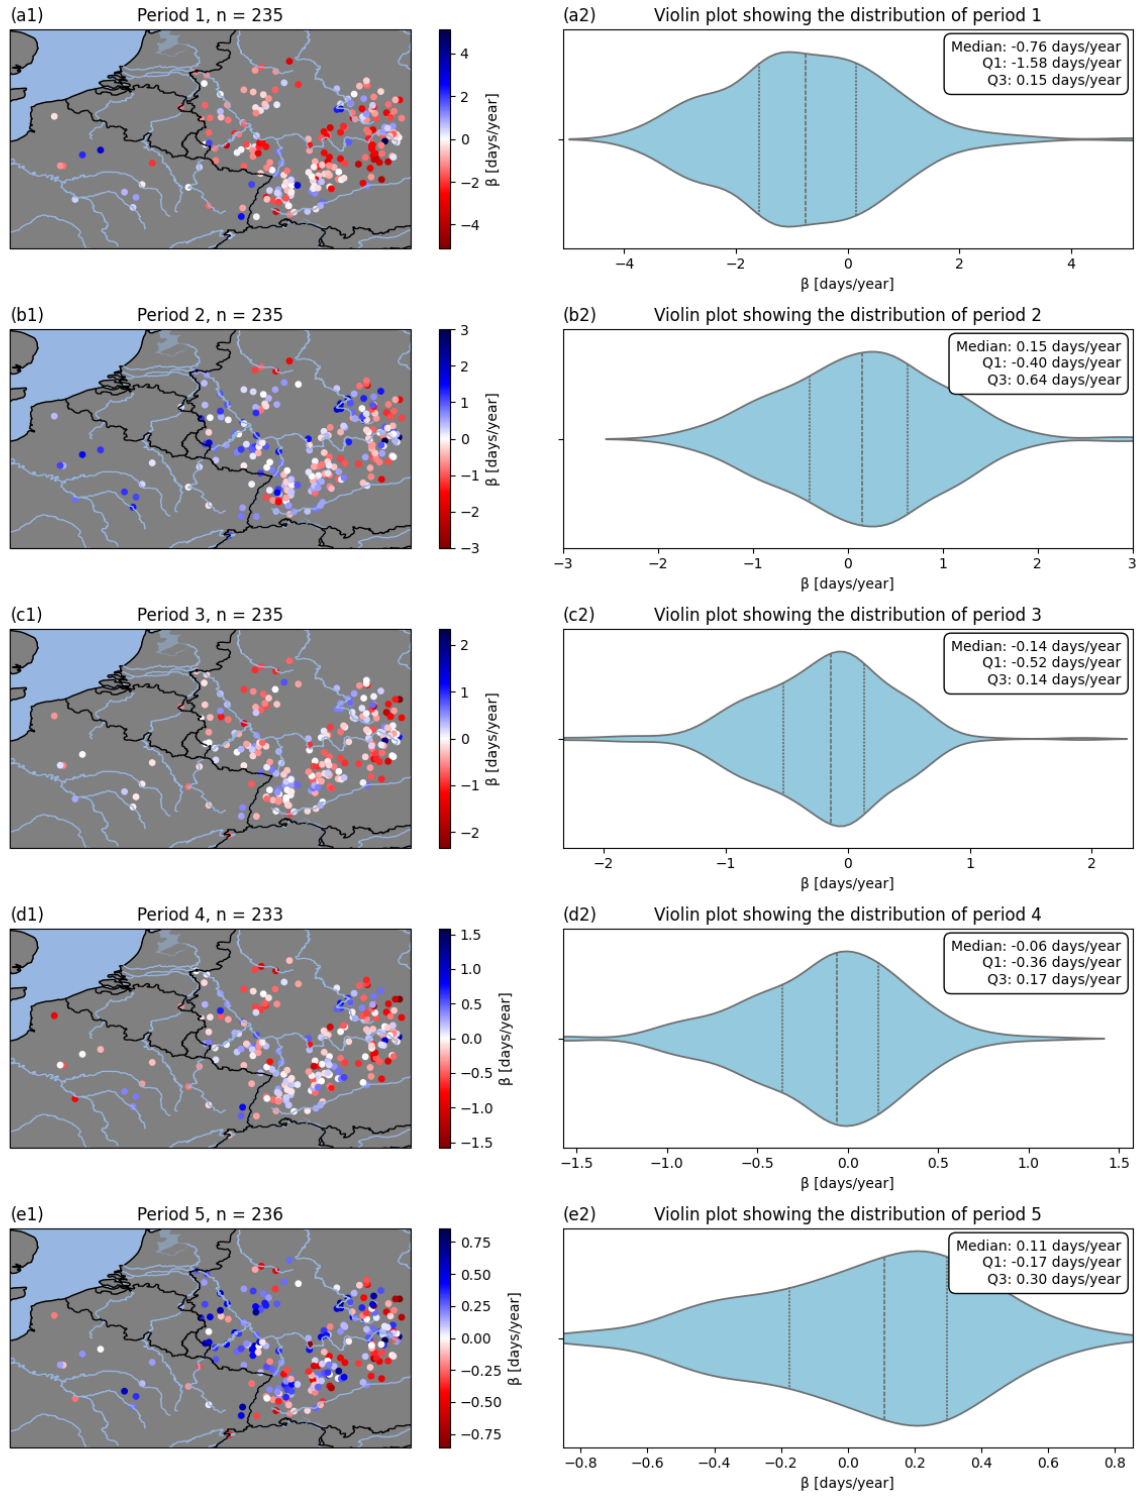 (a1) Period 1, n = 235
4
2
0
−2
−4
β [days/year]
(a2) Violin plot showing the distribution of period 1
Median: -0.76 days/year
Q1: -1.58 days/year
Q3: 0.15 days/year
−4 −2 0 2 4
β [days/year]
(b1) Period 2, n = 235
3
2
1
0
−1
−2
−3
β [days/year]
(b2) Violin plot showing the distribution of period 2
Median: 0.15 days/year
Q1: -0.40 days/year
Q3: 0.64 days/year
−3 −2 −1 0 1 2 3
β [days/year]
(c1) Period 3, n = 235
2
1
0
−1
−2
β [days/year]
(c2) Violin plot showing the distribution of period 3
Median: -0.14 days/year
Q1: -0.52 days/year
Q3: 0.14 days/year
−2 −1 0 1 2
β [days/year]
(d1) Period 4, n = 233
1.5
1.0
0.5
0.0
−0.5
−1.0
−1.5
β [days/year]
(d2) Violin plot showing the distribution of period 4
Median: -0.06 days/year
Q1: -0.36 days/year
Q3: 0.17 days/year
−1.5 −1.0 −0.5 0.0 0.5 1.0 1.5
β [days/year]
(e1) Period 5, n = 236
0.75
0.50
0.25
0.00
−0.25
−0.50
−0.75
β [days/year]
(e2) Violin plot showing the distribution of period 5
Median: 0.11 days/year
Q1: -0.17 days/year
Q3: 0.30 days/year
−0.8 −0.6 −0.4 −0.2 0.0 0.2 0.4 0.6 0.8
β [days/year]